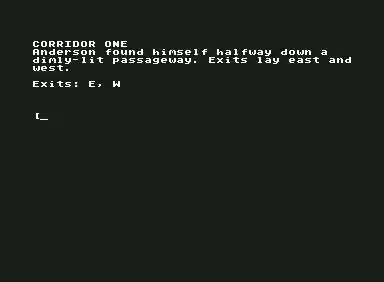 CORRIDOR ONE
Anderson found himself halfway down a
dimly-lit passageway. Exits lay east and
west.
Exits: E, W
[_